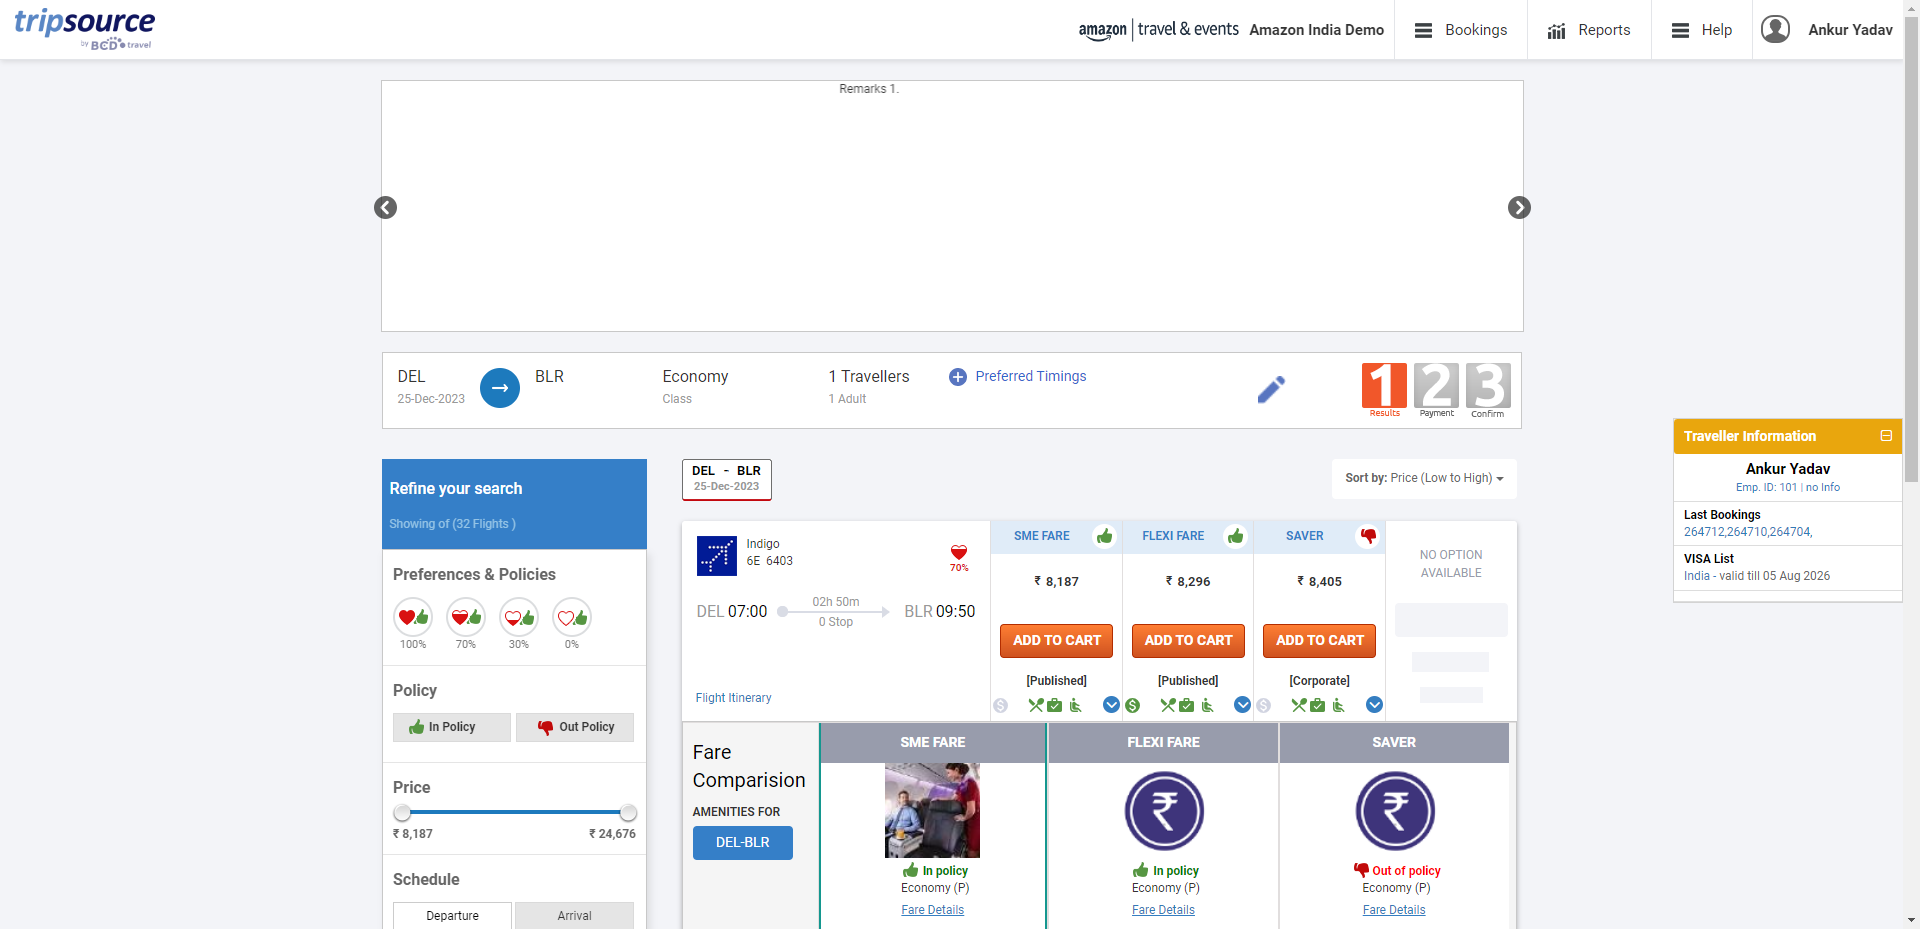 tripsource
by BCD travel
amazon | travel & events Amazon India Demo
Bookings
Reports
Help
Ankur Yadav
Remarks 1.
DEL
25-Dec-2023
BLR
Economy
Class
1 Travellers
1 Adult
Preferred Timings
1 2 3
Results Payment Confirm
Traveller Information
Ankur Yadav
Emp. ID: 101 | no Info
Last Bookings
264712,264710,264704,
VISA List
India - valid till 05 Aug 2026
Refine your search
Showing of (32 Flights )
Preferences & Policies
100% 70% 30% 0%
Policy
In Policy Out Policy
Price
₹ 8,187 ₹ 24,676
Schedule
Departure Arrival
DEL - BLR
25-Dec-2023
Sort by: Price (Low to High)
Indigo
6E 6403
70%
DEL 07:00
02h 50m
0 Stop
BLR 09:50
Flight Itinerary
SME FARE
₹ 8,187
ADD TO CART
[Published]
FLEXI FARE
₹ 8,296
ADD TO CART
[Published]
SAVER
₹ 8,405
ADD TO CART
[Corporate]
NO OPTION
AVAILABLE
Fare
Comparision
AMENITIES FOR
DEL-BLR
SME FARE
In policy
Economy (P)
Fare Details
FLEXI FARE
In policy
Economy (P)
Fare Details
SAVER
Out of policy
Economy (P)
Fare Details